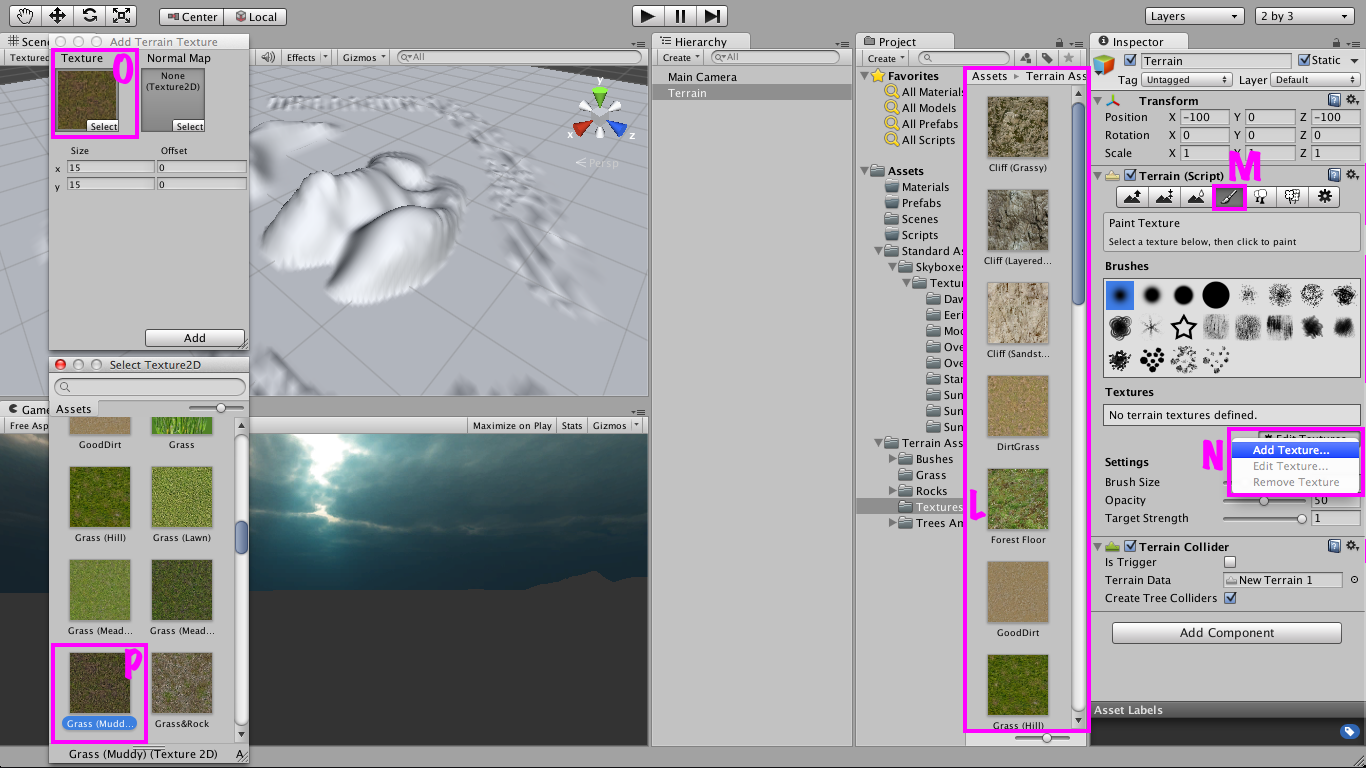 Center
Local
Layers
2 by 3
Scene
Textured
Effects
Gizmos
All
Add Terrain Texture
Texture
O
Normal Map
None
(Texture2D)
Select
Select
Size
Offset
x
15
0
y
15
0
Add
y
x
z
Persp
Select Texture2D
Assets
GoodDirt
Grass
Grass (Hill)
Grass (Lawn)
Grass (Mead...
Grass (Mead...
P
Grass (Mudd...
Grass&Rock
Grass (Muddy) (Texture 2D)
A
Game
Free Asp
Maximize on Play
Stats
Gizmos
Hierarchy
Create
All
Main Camera
Terrain
Project
Create
Favorites
All Materials
All Models
All Prefabs
All Scripts
Assets
Materials
Prefabs
Scenes
Scripts
Standard As
Skyboxes
Textur
Daw
Eeri
Moo
Ove
Ove
Star
Sun
Sun
Sun
Terrain Ass
Bushes
Grass
Rocks
Textures
Trees Am
L
Assets
Terrain Ass
Cliff (Grassy)
Cliff (Layered...
Cliff (Sandst...
DirtGrass
Forest Floor
GoodDirt
Grass (Hill)
Inspector
Terrain
Static
Tag
Untagged
Layer
Default
Transform
Position
X
-100
Y
0
Z
-100
Rotation
X
0
Y
0
Z
0
Scale
X
1
Y
1
Z
1
M
Terrain (Script)
Paint Texture
Select a texture below, then click to paint
Brushes
Textures
No terrain textures defined.
Edit Textures...
N
Add Texture...
Edit Texture...
Remove Texture
Settings
Brush Size
Opacity
50
Target Strength
1
Terrain Collider
Is Trigger
Terrain Data
New Terrain 1
Create Tree Colliders
Add Component
Asset Labels